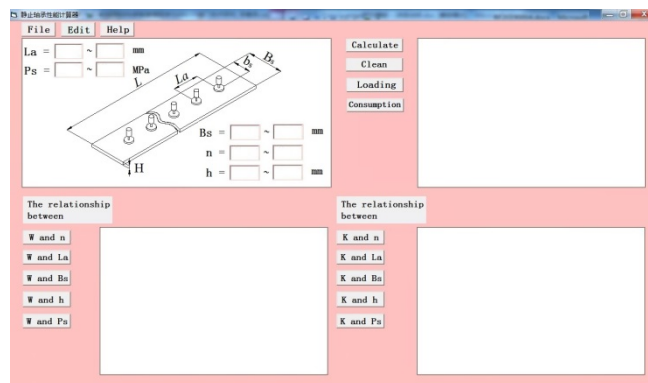 静止轴承性能计算器
File Edit Help
La = ~ mm
Ps = ~ MPa
L
La
bs
Bs
H
Bs = ~ mm
n = ~
h = ~ mm
Calculate
Clean
Loading
Consumption
The relationship
between
W and n
W and La
W and Bs
W and h
W and Ps
The relationship
between
K and n
K and La
K and Bs
K and h
K and Ps